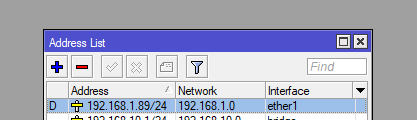 Address List
Find
Address Network Interface
D 192.168.1.89/24 192.168.1.0 ether1